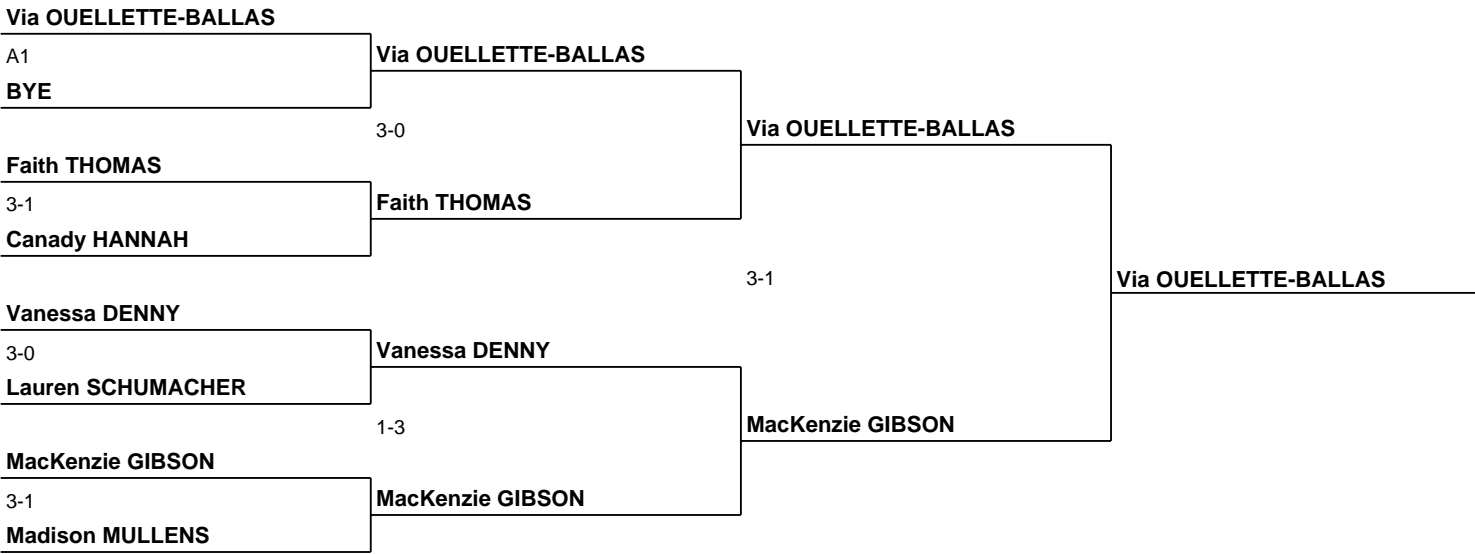 Via OUELLETTE-BALLAS
A1
Via OUELLETTE-BALLAS
BYE
3-0
Via OUELLETTE-BALLAS
Faith THOMAS
3-1
Faith THOMAS
Canady HANNAH
3-1
Via OUELLETTE-BALLAS
Vanessa DENNY
3-0
Vanessa DENNY
Lauren SCHUMACHER
1-3
MacKenzie GIBSON
MacKenzie GIBSON
3-1
MacKenzie GIBSON
Madison MULLENS